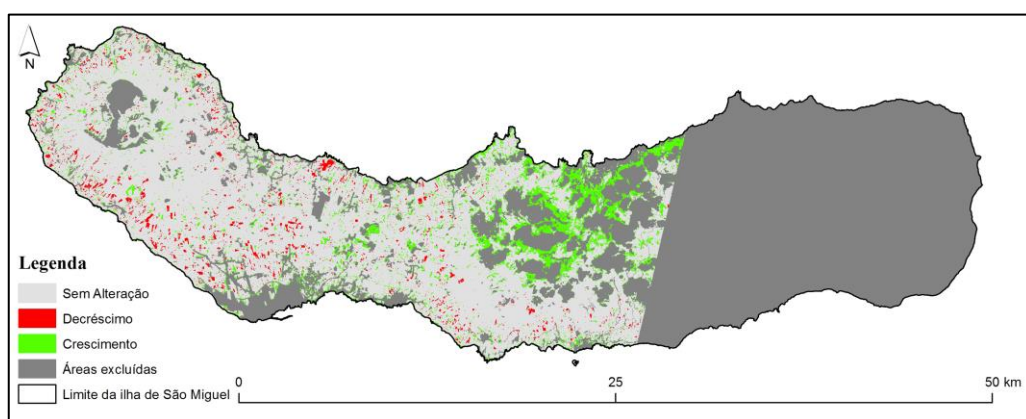 N
Legenda
Sem Alteração
Decréscimo
Crescimento
Áreas excluídas
Limite da ilha de São Miguel
0 25 50 km